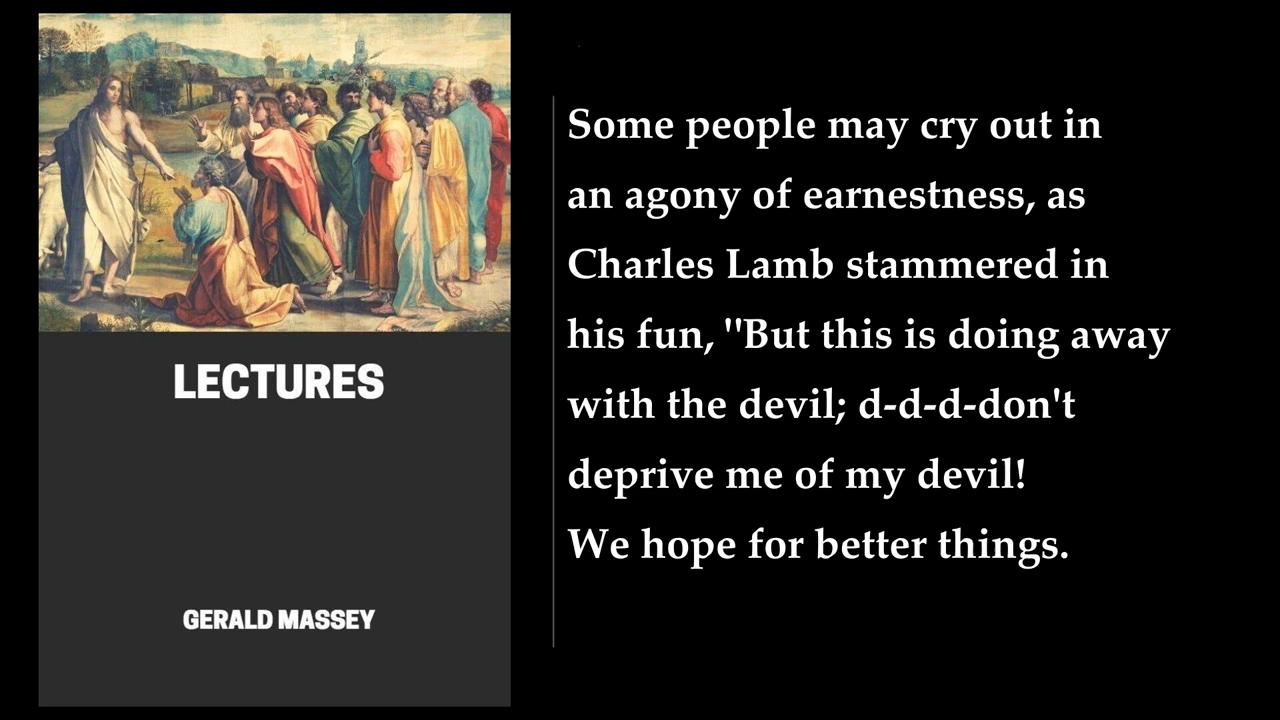 LECTURES
GERALD MASSEY
Some people may cry out in
an agony of earnestness, as
Charles Lamb stammered in
his fun, "But this is doing away
with the devil; d-d-d-don't
deprive me of my devil!
We hope for better things.